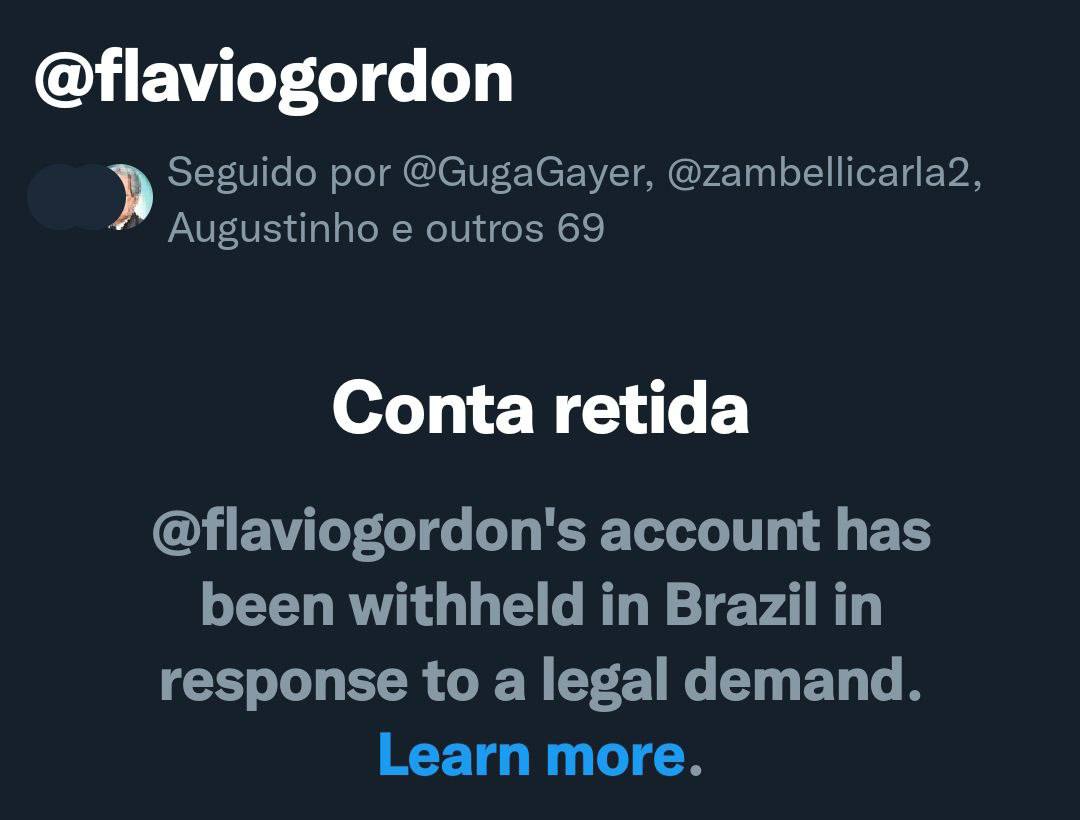 @flaviogordon
Seguido por @GugaGayer, @zambellicarla2,
Augustinho e outros 69
Conta retida
@flaviogordon's account has
been withheld in Brazil in
response to a legal demand.
Learn more.